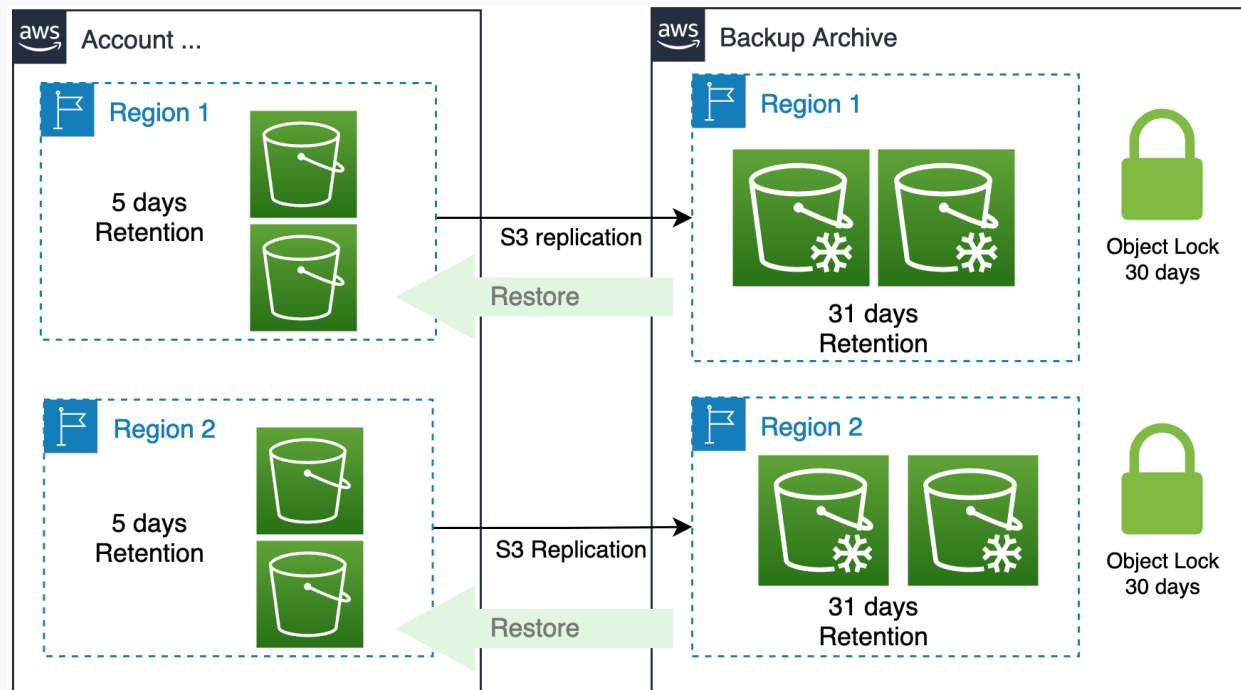 aws
Account ...
Region 1
5 days
Retention
S3 replication
Restore
Region 2
5 days
Retention
S3 Replication
Restore
aws
Backup Archive
Region 1
31 days
Retention
Object Lock
30 days
Region 2
31 days
Retention
Object Lock
30 days